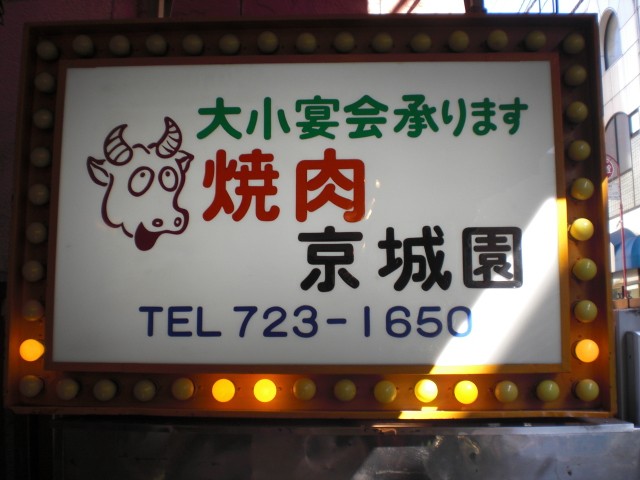 大小宴会承ります
焼肉
京城園
TEL 723-1650